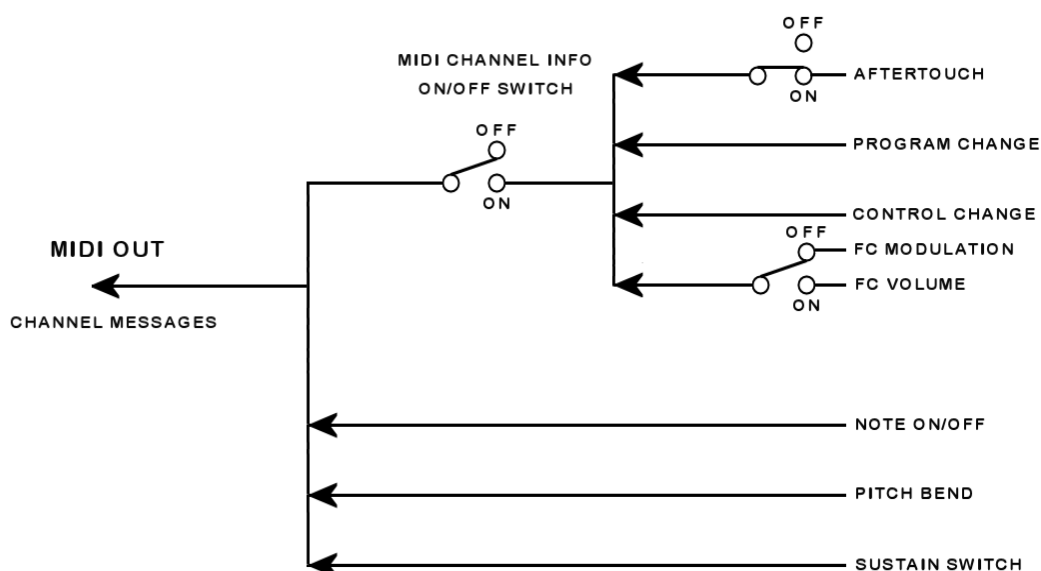 OFF
MIDI CHANNEL INFO
ON/OFF SWITCH
AFTERTOUCH
ON
OFF
PROGRAM CHANGE
ON
CONTROL CHANGE
OFF
FC MODULATION
MIDI OUT
FC VOLUME
ON
CHANNEL MESSAGES
NOTE ON/OFF
PITCH BEND
SUSTAIN SWITCH